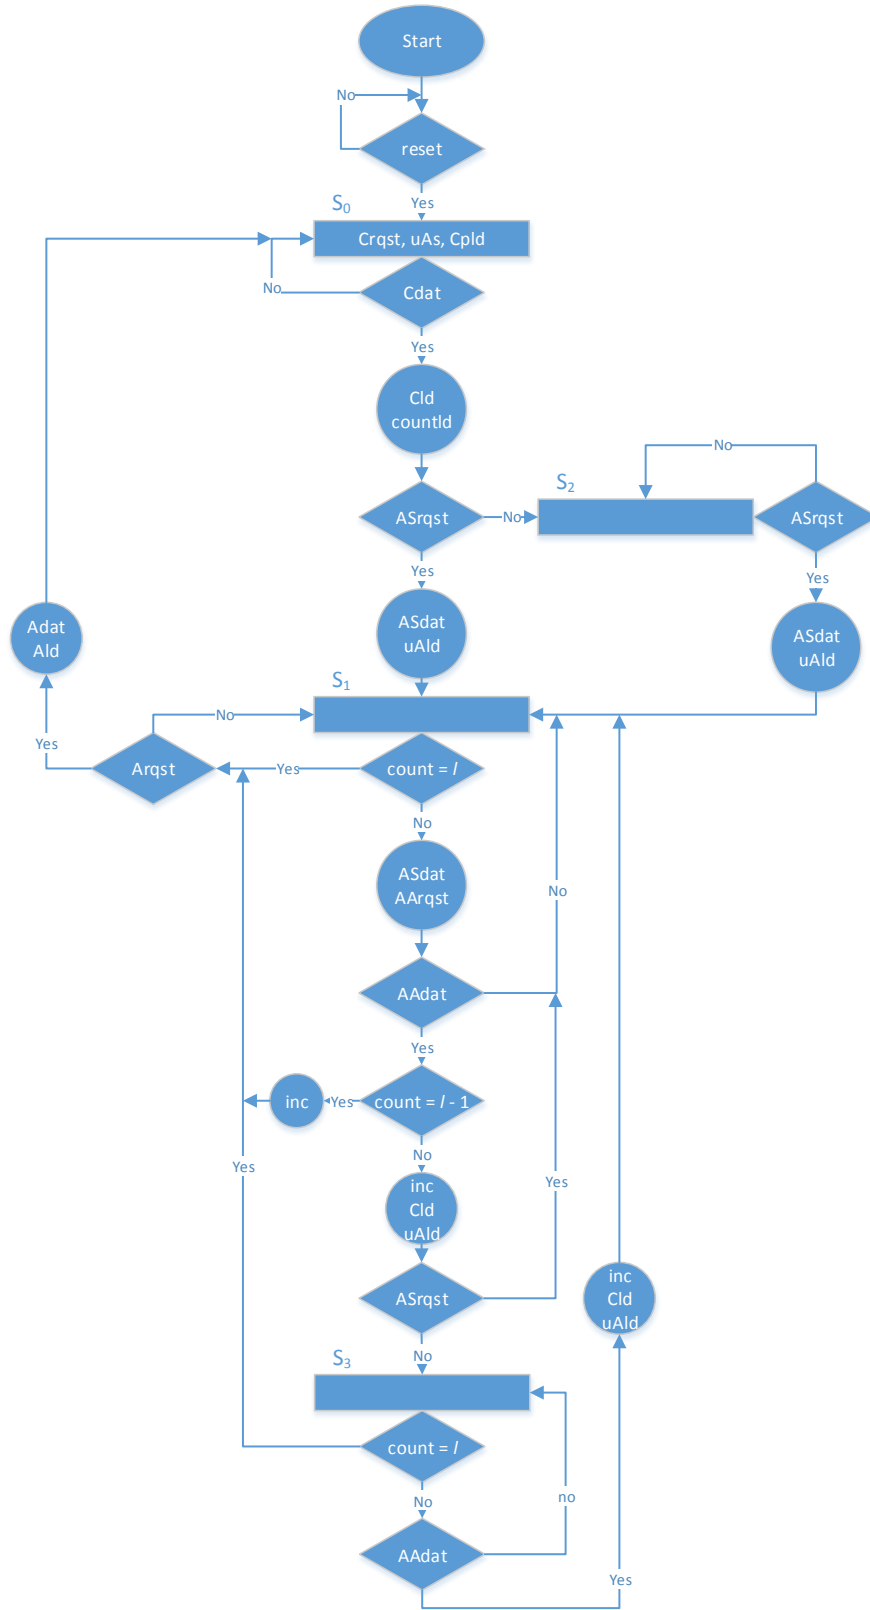 Start
No
reset
Yes
S₀
Crqst, uAs, Cpld
No
Cdat
Yes
Cld
countld
No
S₂
ASrqst
No
ASrqst
Yes
Yes
ASdat
uAld
ASdat
uAld
Adat
Ald
S₁
No
Yes
Arqst
Yes
count = l
No
ASdat
AArqst
No
AAdat
Yes
inc
Yes
count = l - 1
No
Yes
Yes
inc
Cld
uAld
inc
Cld
uAld
ASrqst
No
S₃
count = l
No
no
AAdat
Yes